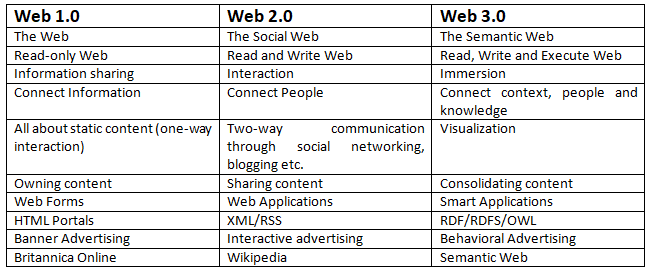 Web 1.0 Web 2.0 Web 3.0
The Web The Social Web The Semantic Web
Read-only Web Read and Write Web Read, Write and Execute Web
Information sharing Interaction Immersion
Connect Information Connect People Connect context, people and
knowledge
All about static content (one-way Two-way communication Visualization
interaction) through social networking,
blogging etc.
Owning content Sharing content Consolidating content
Web Forms Web Applications Smart Applications
HTML Portals XML/RSS RDF/RDFS/OWL
Banner Advertising Interactive advertising Behavioral Advertising
Britannica Online Wikipedia Semantic Web